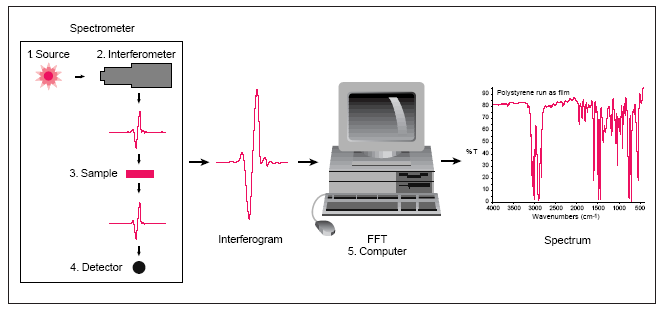 Spectrometer
1 Source
2. Interferometer
3. Sample
4. Detector
Interferogram
FFT
5. Computer
Polystyrene run as film
90
80
70
60
% T
50
40
30
20
10
0
4000 3500 3000 2500 2000 1500 1000 500
Wavenumbers (cm-1)
Spectrum